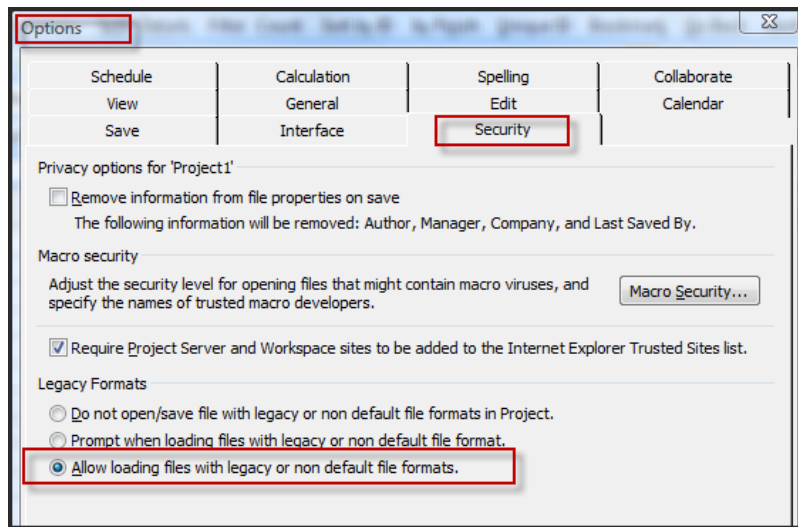 Options
Schedule Calculation Spelling Collaborate
View General Edit Calendar
Save Interface Security
Privacy options for 'Project1'
Remove information from file properties on save
The following information will be removed: Author, Manager, Company, and Last Saved By.
Macro security
Adjust the security level for opening files that might contain macro viruses, and
specify the names of trusted macro developers.
Macro Security...
Require Project Server and Workspace sites to be added to the Internet Explorer Trusted Sites list.
Legacy Formats
Do not open/save file with legacy or non default file formats in Project.
Prompt when loading files with legacy or non default file format.
Allow loading files with legacy or non default file formats.